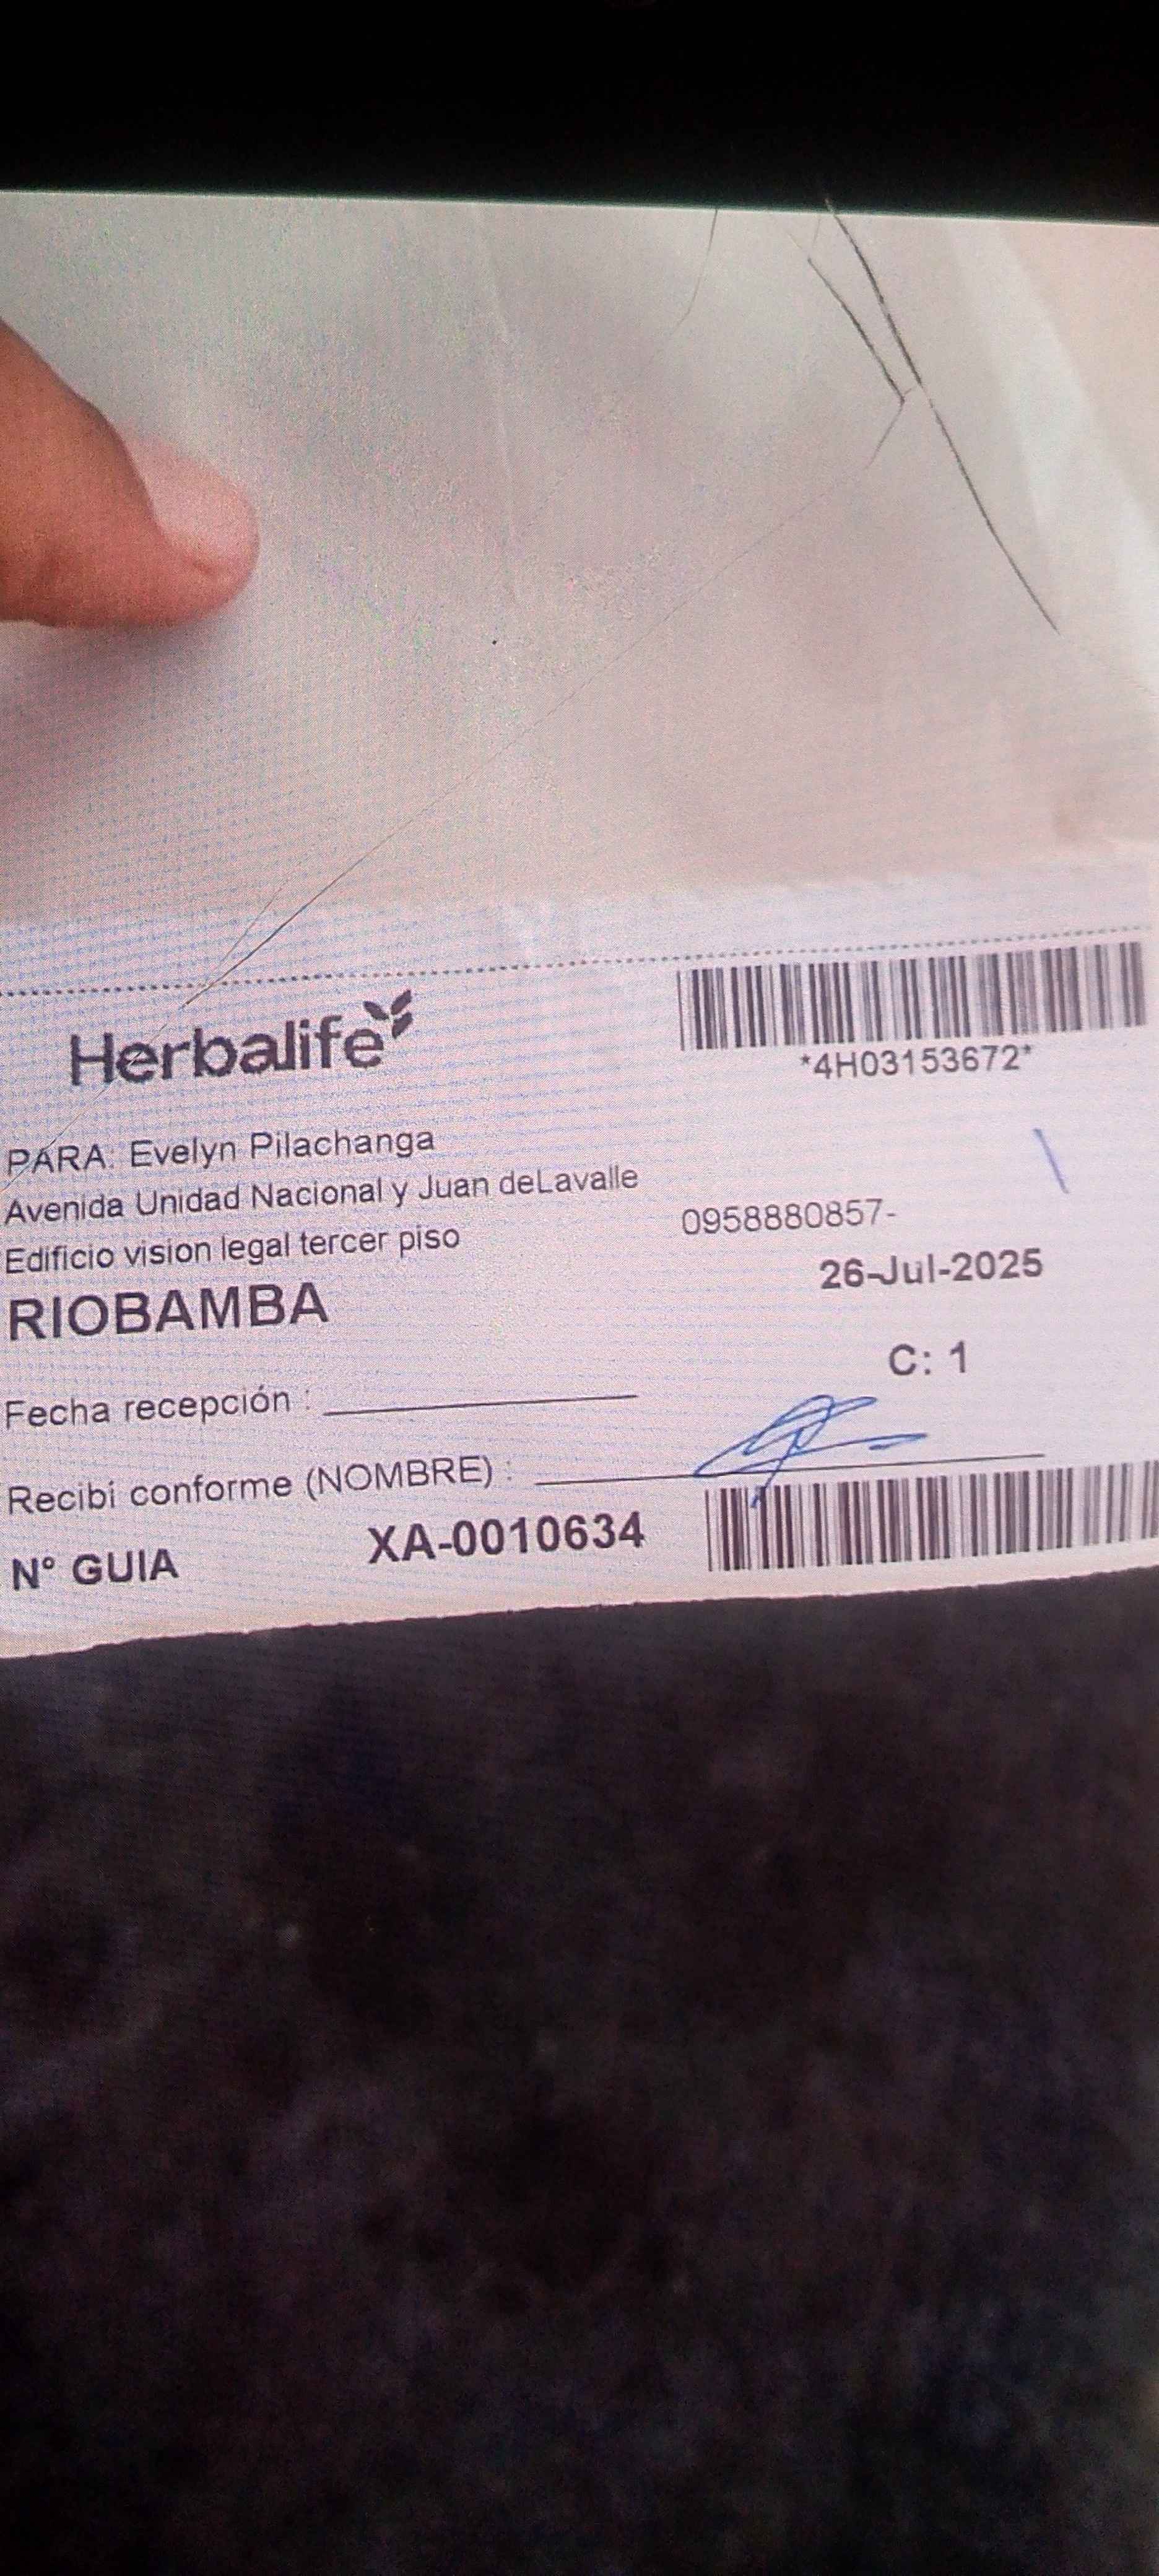 Herbalife
*4H03153672*
PARA: Evelyn Pilachanga
Avenida Unidad Nacional y Juan deLavalle
0958880857-
Edificio vision legal tercer piso
26-Jul-2025
RIOBAMBA
C: 1
Fecha recepción :
Recibí conforme (NOMBRE) :
N° GUIA XA-0010634